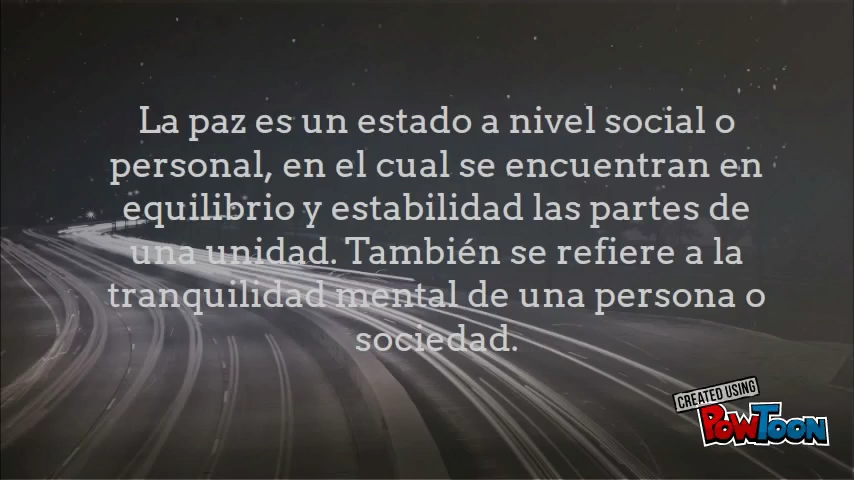 La paz es un estado a nivel social o
personal, en el cual se encuentran en
equilibrio y estabilidad las partes de
una unidad. También se refiere a la
tranquilidad mental de una persona o
sociedad.
CREATED USING
POWTOON